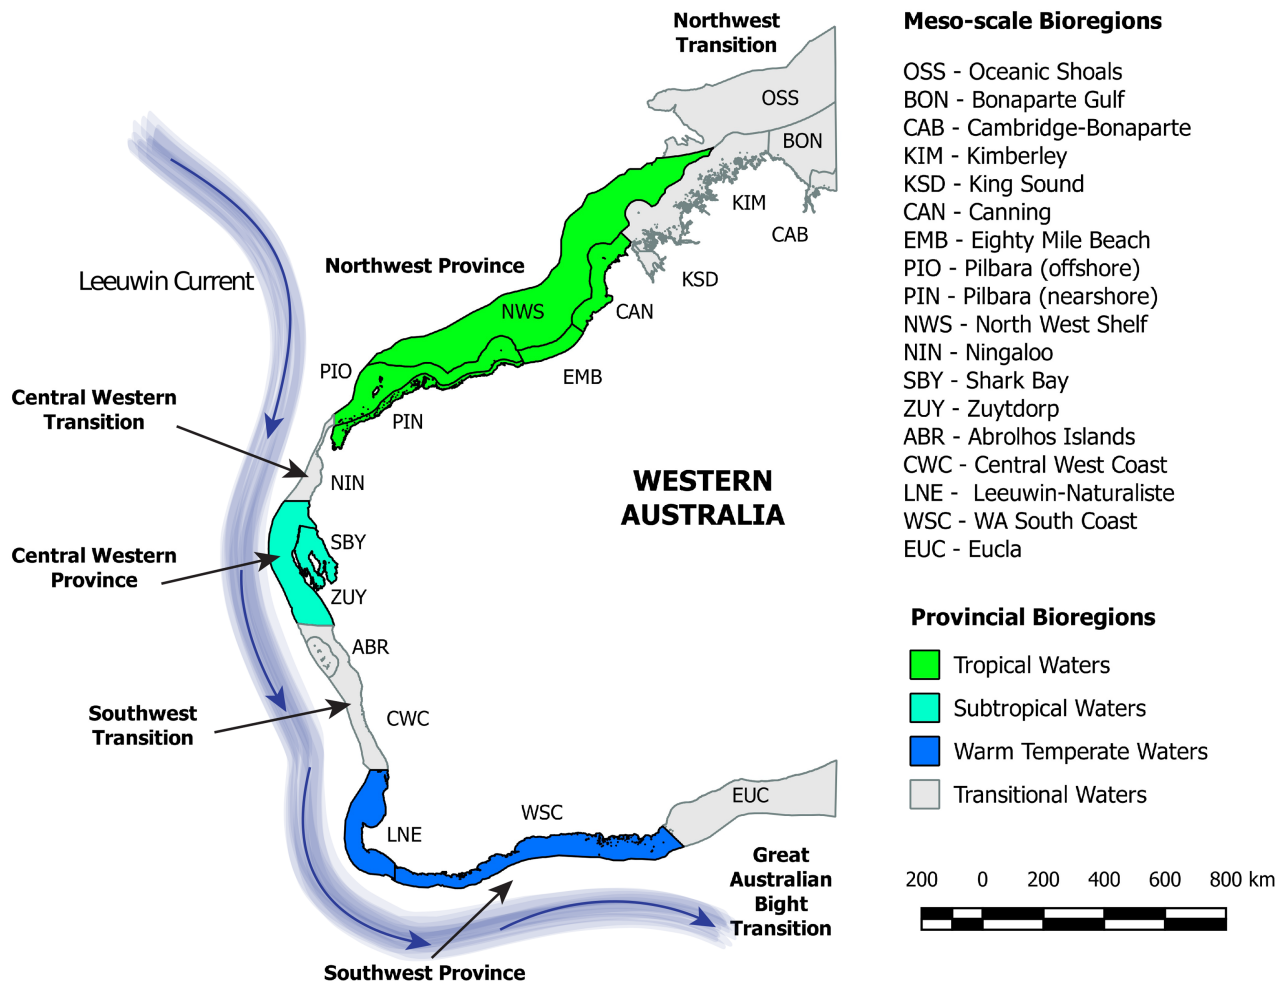 Northwest
Transition
OSS
BON
KIM
CAB
KSD
Leeuwin Current
Northwest Province
NWS
CAN
PIO
EMB
Central Western
Transition
PIN
NIN
WESTERN
AUSTRALIA
SBY
Central Western
Province
ZUY
ABR
Southwest
Transition
CWC
EUC
WSC
LNE
Great
Australian
Bight
Transition
Southwest Province
Meso-scale Bioregions
OSS - Oceanic Shoals
BON - Bonaparte Gulf
CAB - Cambridge-Bonaparte
KIM - Kimberley
KSD - King Sound
CAN - Canning
EMB - Eighty Mile Beach
PIO - Pilbara (offshore)
PIN - Pilbara (nearshore)
NWS - North West Shelf
NIN - Ningaloo
SBY - Shark Bay
ZUY - Zuytdorp
ABR - Abrolhos Islands
CWC - Central West Coast
LNE - Leeuwin-Naturaliste
WSC - WA South Coast
EUC - Eucla
Provincial Bioregions
Tropical Waters
Subtropical Waters
Warm Temperate Waters
Transitional Waters
200 0 200 400 600 800 km